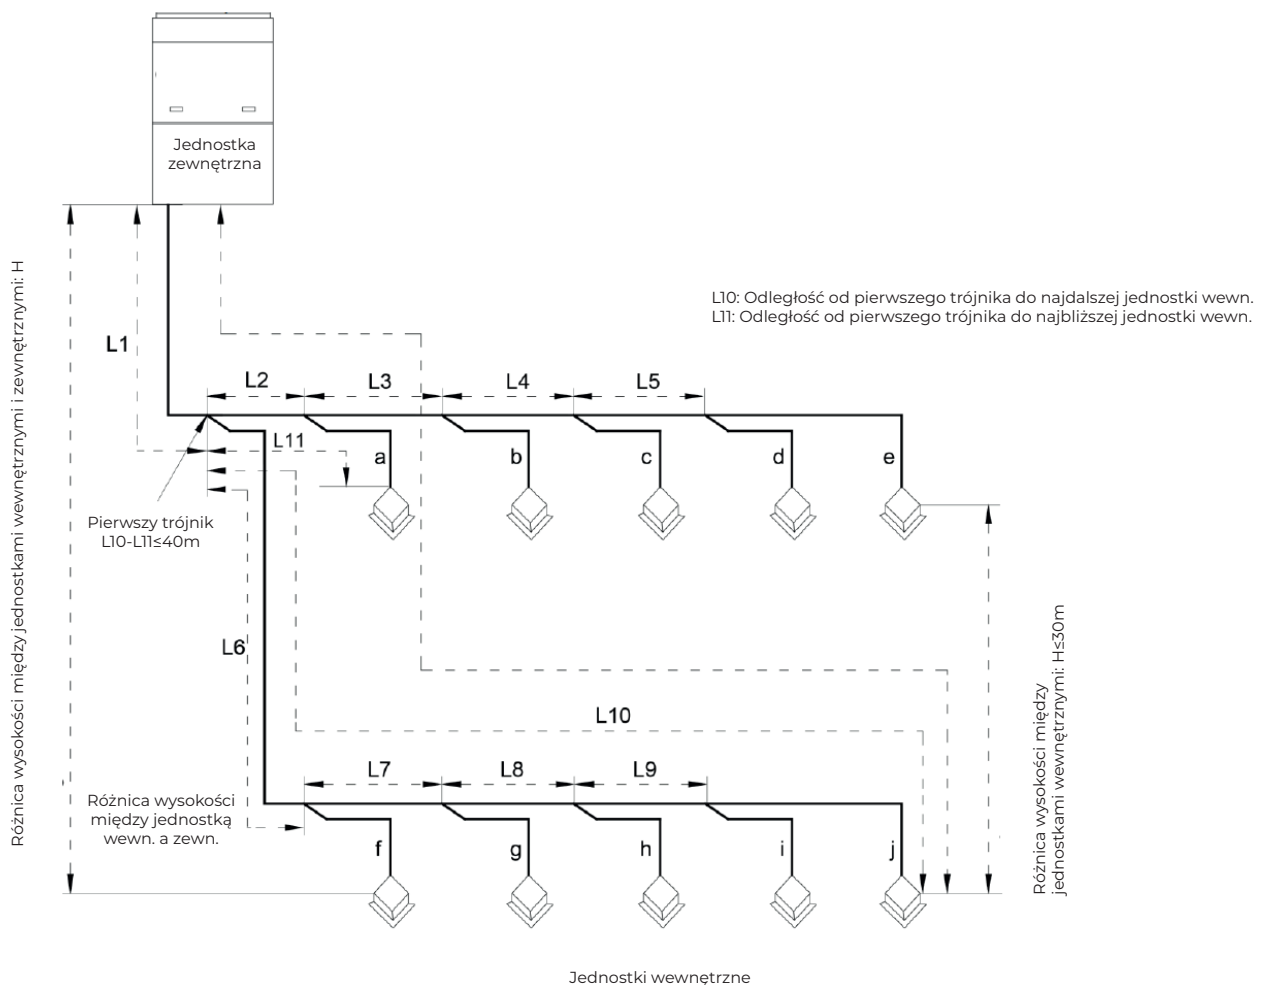 Jednostka
zewnętrzna
Różnica wysokości między jednostkami wewnętrznymi i zewnętrznymi: H
L10: Odległość od pierwszego trójnika do najdalszej jednostki wewn.
L11: Odległość od pierwszego trójnika do najbliższej jednostki wewn.
L1
L2
L3
L4
L5
L11
a
b
c
d
e
Pierwszy trójnik
L10-L11≤40m
L6
L10
Różnica wysokości między
jednostkami wewnętrznymi: H≤30m
L7
L8
L9
Różnica wysokości
między jednostką
wewn. a zewn.
f
g
h
i
j
Jednostki wewnętrzne